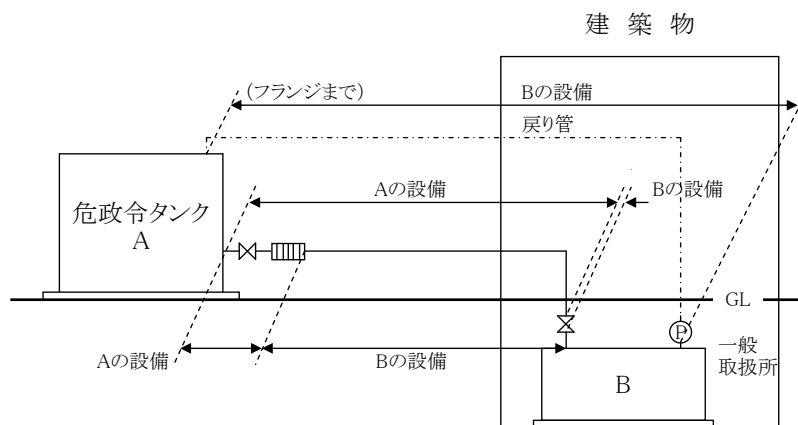 建 築 物
(フランジまで)
Bの設備
戻り管
Aの設備
Bの設備
危政令タンク
A
GL
P
一般
取扱所
Aの設備
Bの設備
B